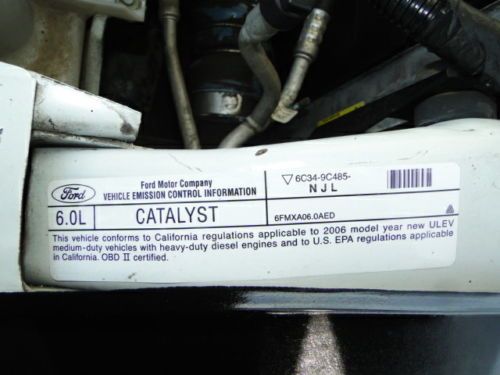 Ford
Ford Motor Company
VEHICLE EMISSION CONTROL INFORMATION
▽ 6C34-9C485-
NJL
6.0L
CATALYST
6FMXA06.0AED
This vehicle conforms to California regulations applicable to 2006 model year new ULEV
medium-duty vehicles with heavy-duty diesel engines and to U.S. EPA regulations applicable
in California. OBD II certified.